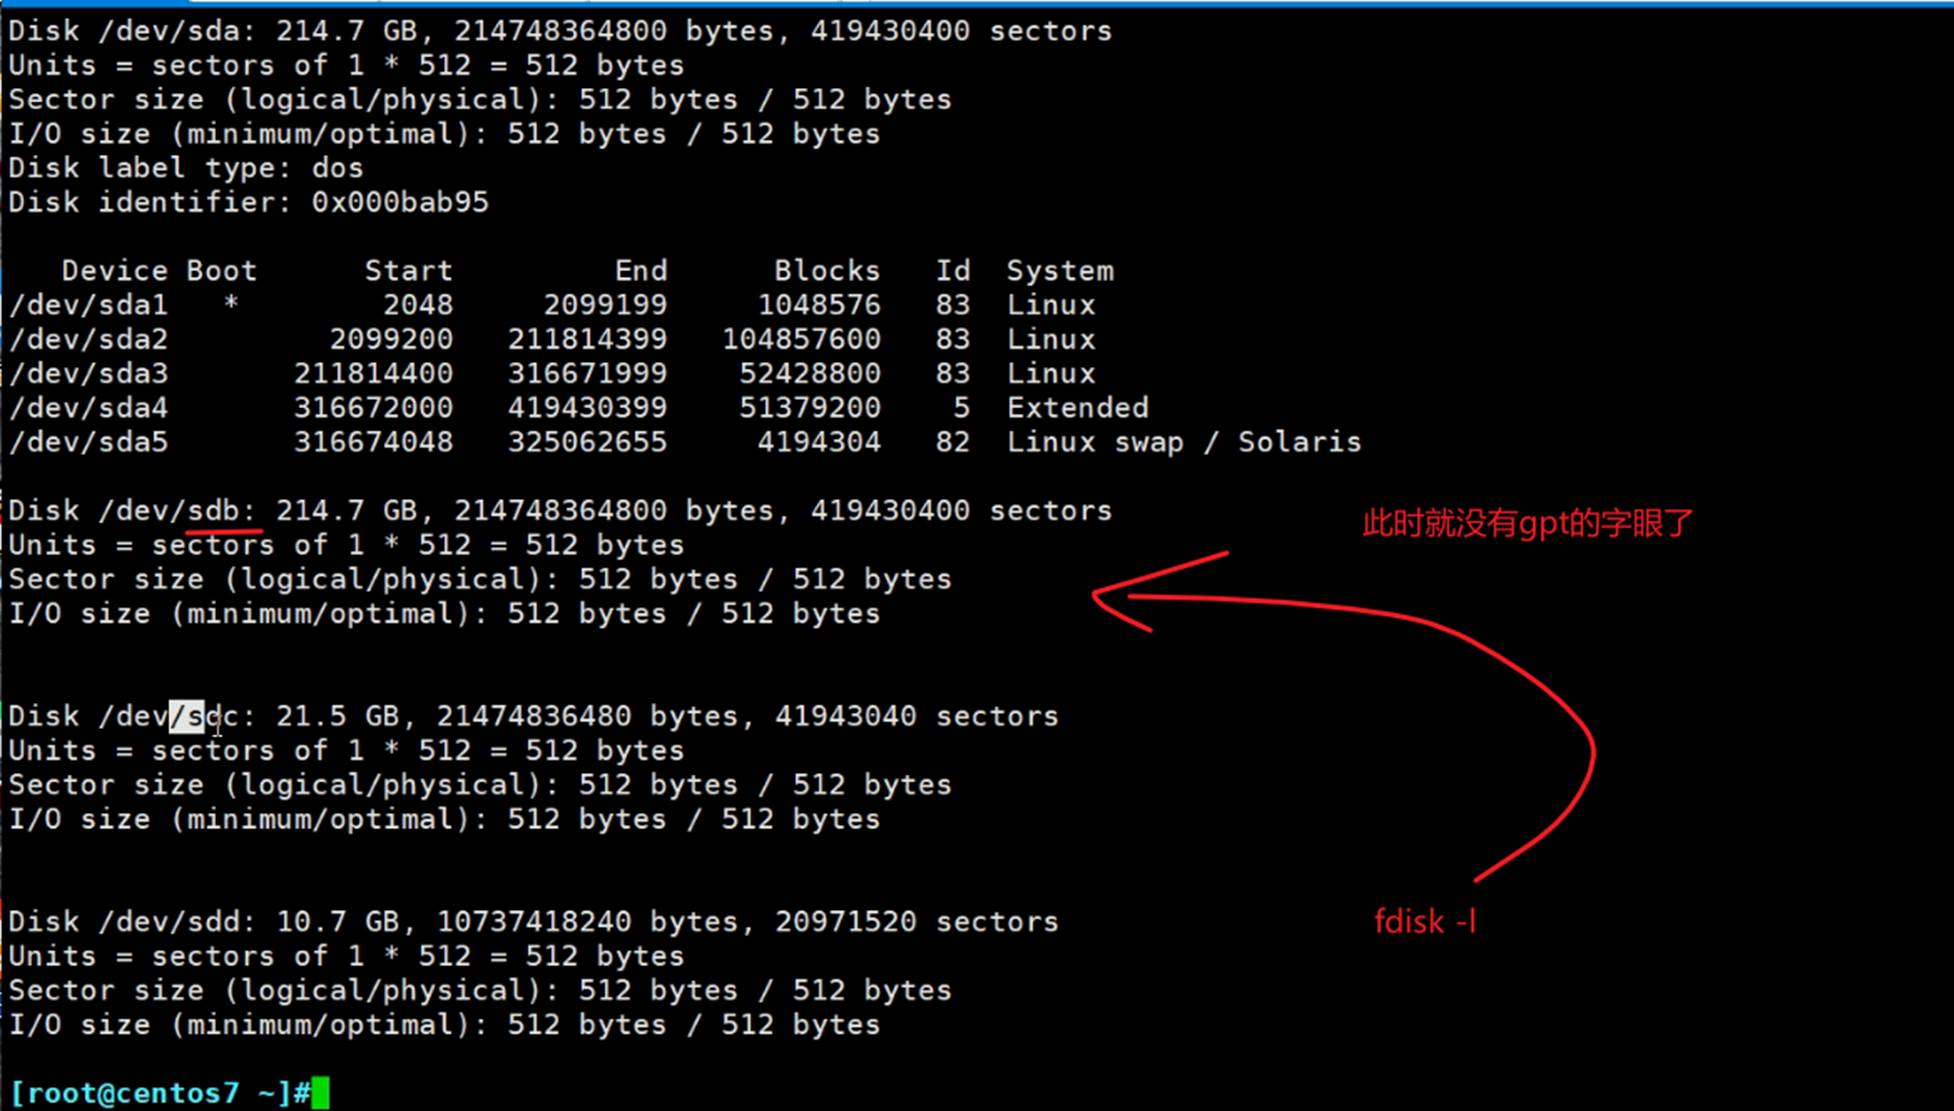 Disk /dev/sda: 214.7 GB, 214748364800 bytes, 419430400 sectors
Units = sectors of 1 * 512 = 512 bytes
Sector size (logical/physical): 512 bytes / 512 bytes
I/O size (minimum/optimal): 512 bytes / 512 bytes
Disk label type: dos
Disk identifier: 0x000bab95
Device Boot Start End Blocks Id System
/dev/sda1 * 2048 2099199 1048576 83 Linux
/dev/sda2 2099200 211814399 104857600 83 Linux
/dev/sda3 211814400 316671999 52428800 83 Linux
/dev/sda4 316672000 419430399 51379200 5 Extended
/dev/sda5 316674048 325062655 4194304 82 Linux swap / Solaris
Disk /dev/sdb: 214.7 GB, 214748364800 bytes, 419430400 sectors
此时就没有gpt的字眼了
Units = sectors of 1 * 512 = 512 bytes
Sector size (logical/physical): 512 bytes / 512 bytes
I/O size (minimum/optimal): 512 bytes / 512 bytes
Disk /dev/sdc: 21.5 GB, 21474836480 bytes, 41943040 sectors
Units = sectors of 1 * 512 = 512 bytes
Sector size (logical/physical): 512 bytes / 512 bytes
I/O size (minimum/optimal): 512 bytes / 512 bytes
Disk /dev/sdd: 10.7 GB, 10737418240 bytes, 20971520 sectors
fdisk -l
Units = sectors of 1 * 512 = 512 bytes
Sector size (logical/physical): 512 bytes / 512 bytes
I/O size (minimum/optimal): 512 bytes / 512 bytes
[root@centos7 ~]#